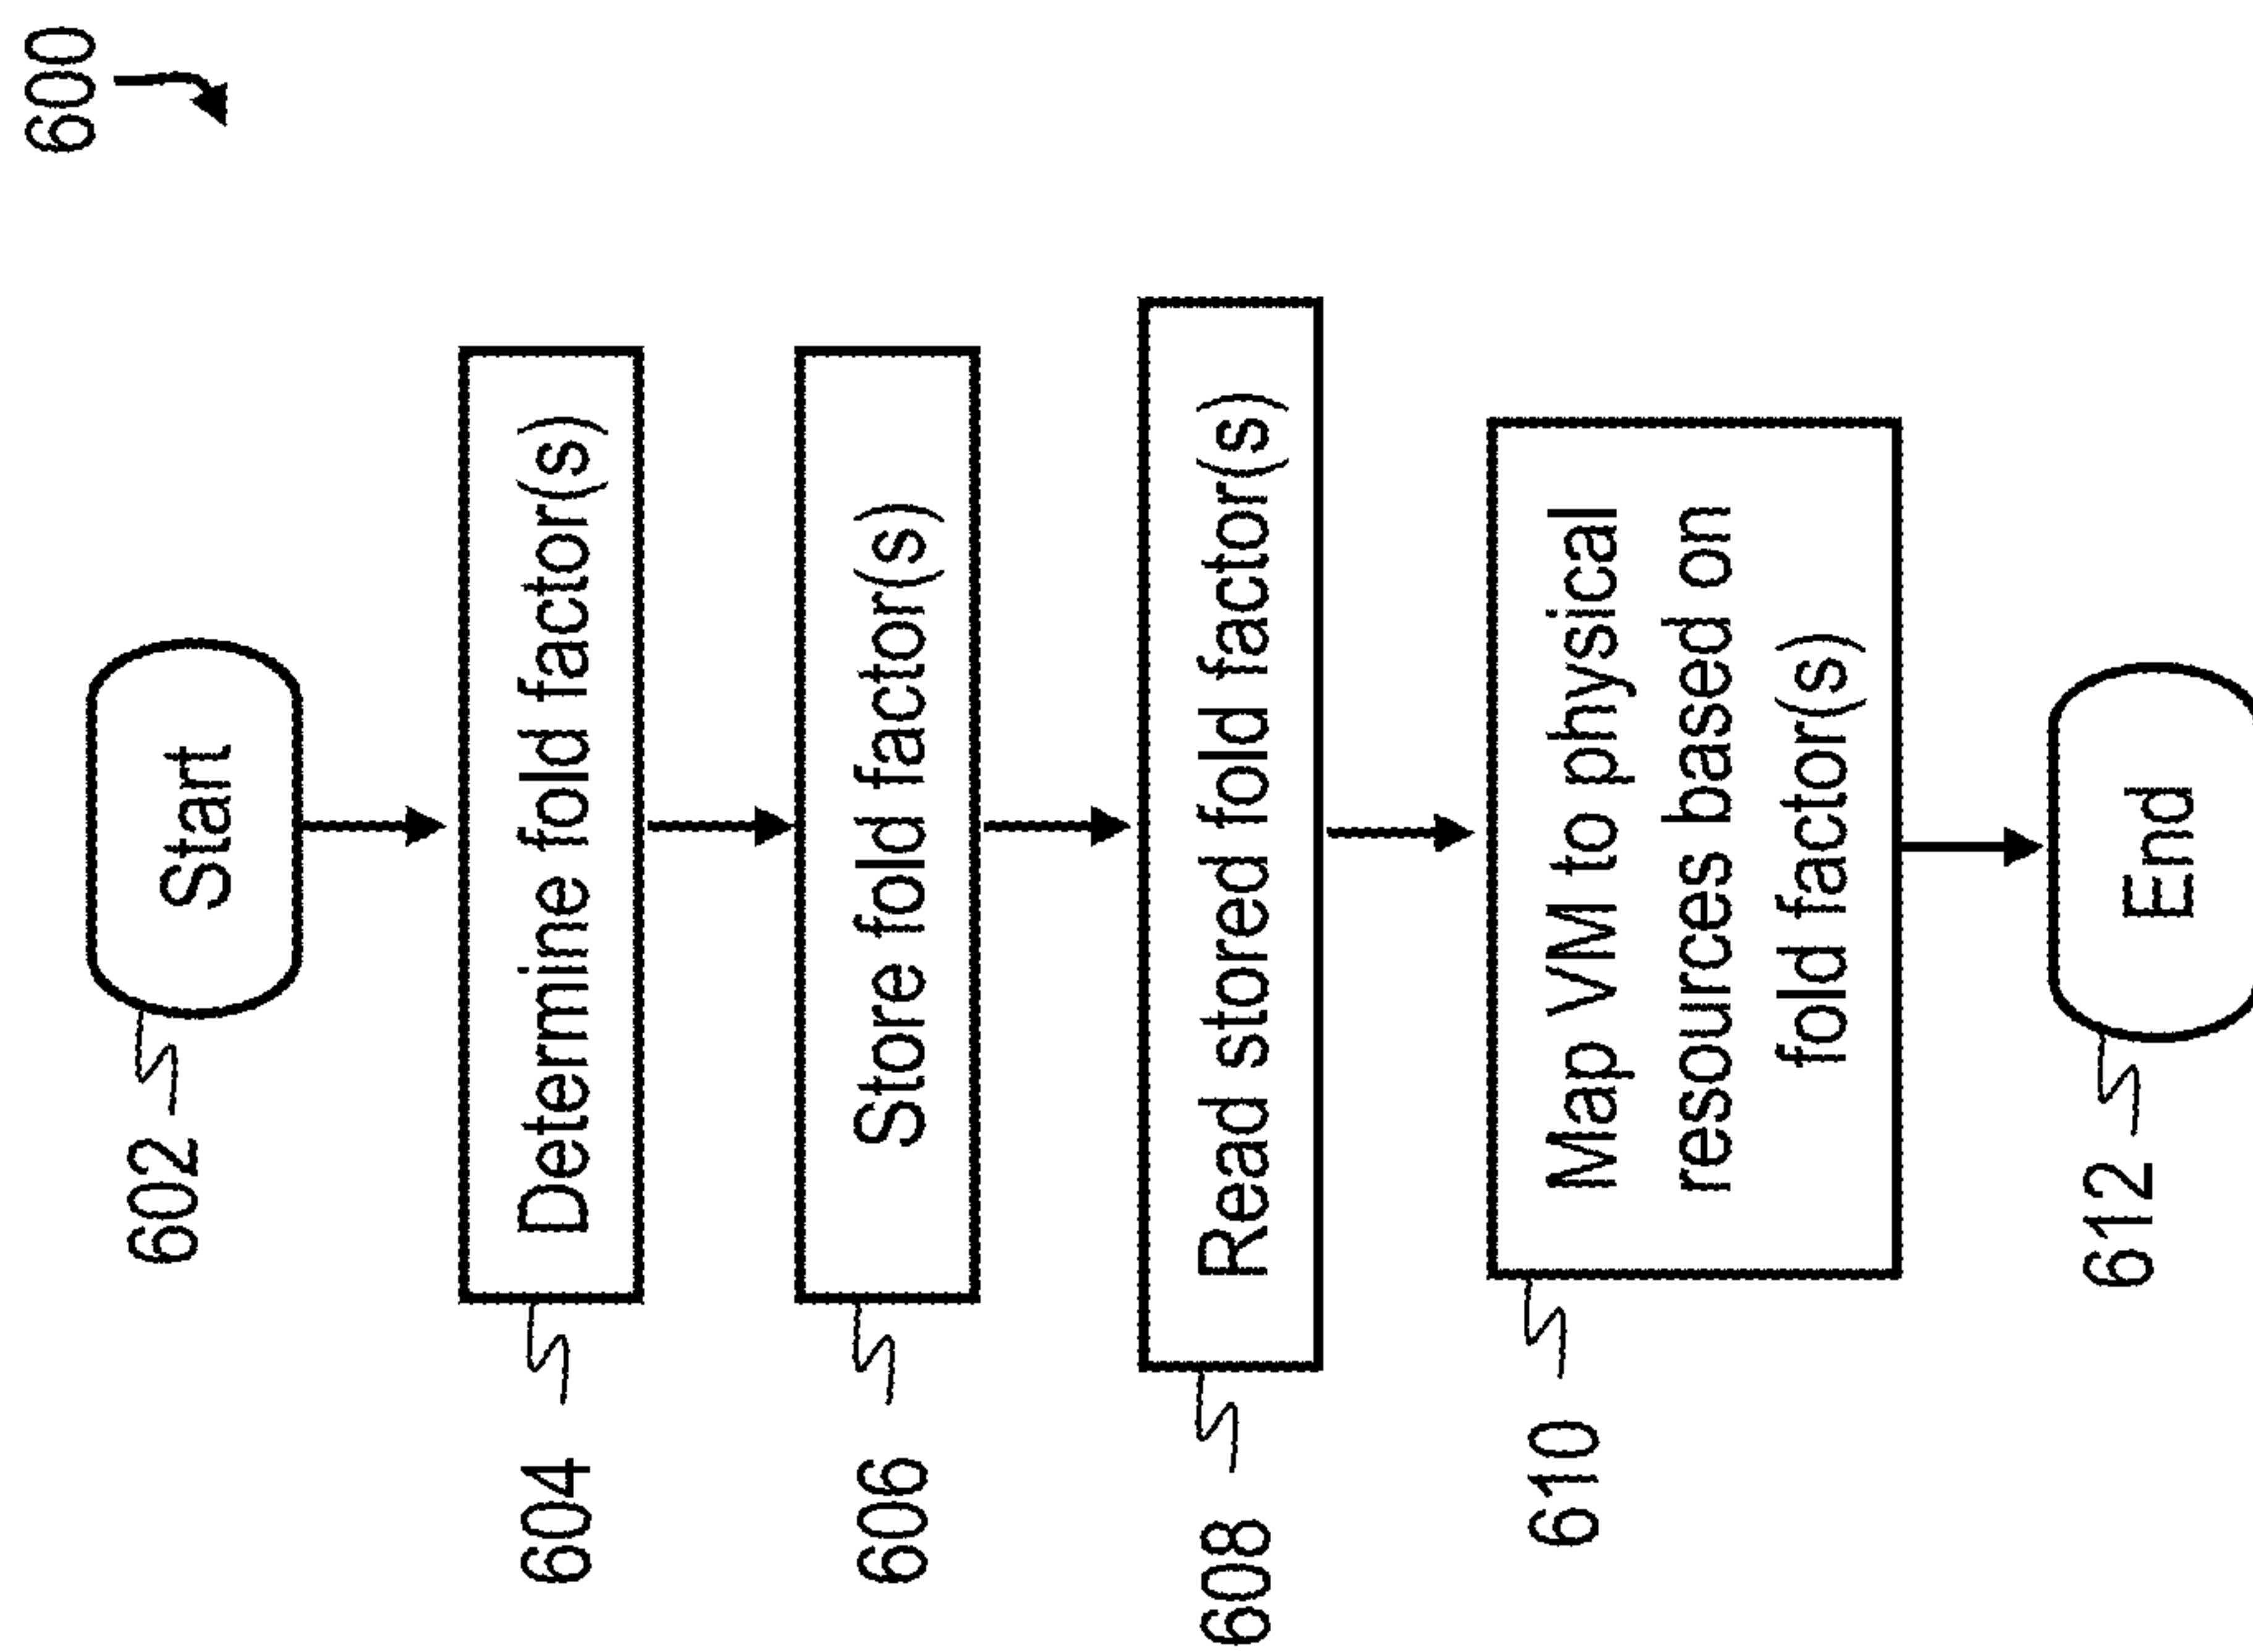 600
602
Start
604
Determine fold factor(s)
606
Store fold factor(s)
608
Read stored fold factor(s)
610
Map VM to physical
resources based on
fold factor(s)
612
End